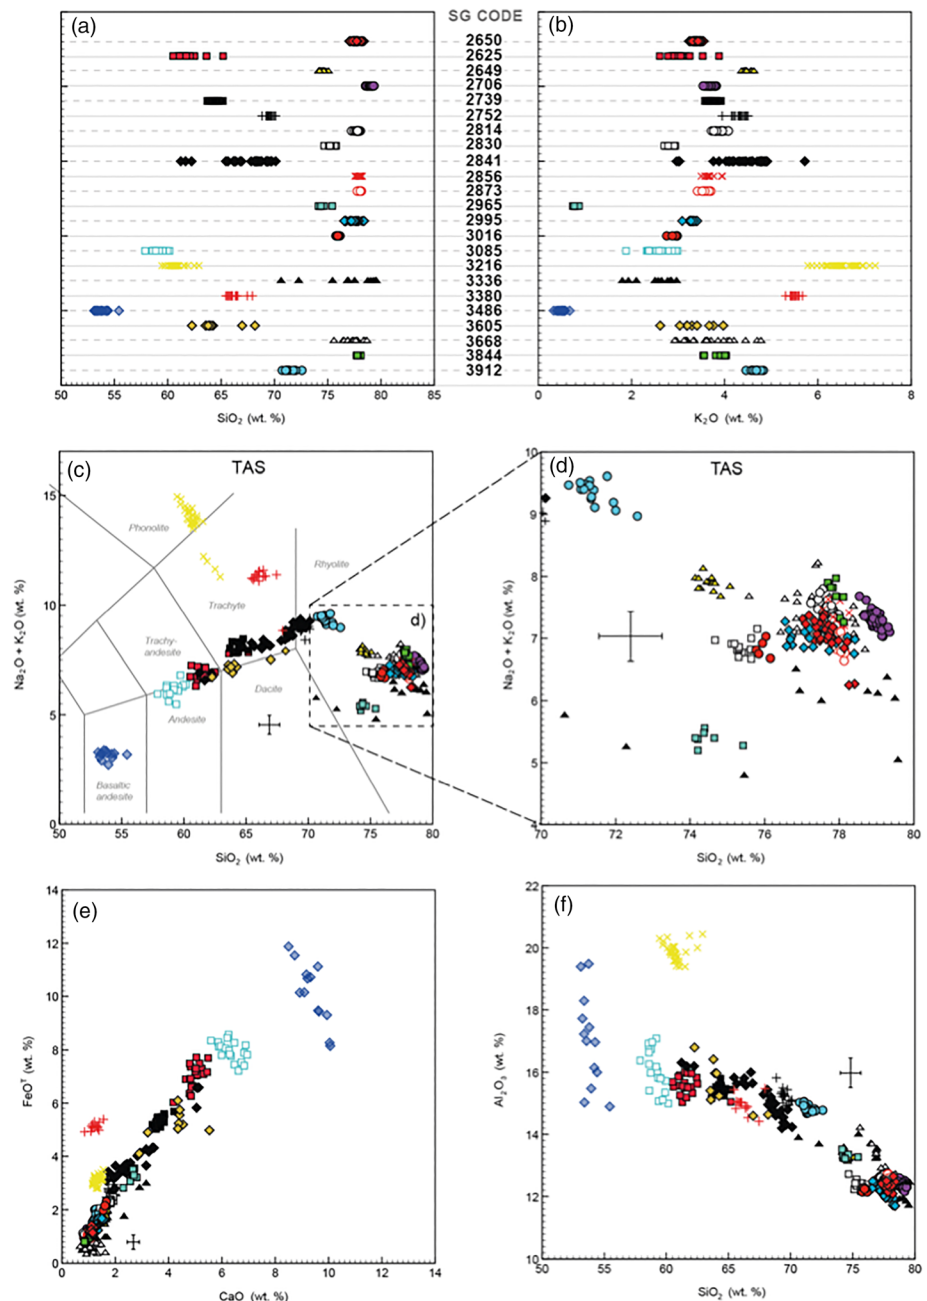 (a)
SG CODE
(b)
2650
2625
2649
2706
2739
2752
2814
2830
2841
2856
2873
2965
2995
3016
3085
3216
3336
3380
3486
3605
3668
3844
3912
50 55 60 65 70 75 80 85
SiO2 (wt. %)
0 2 4 6 8
K2O (wt. %)
(c)
TAS
Phonolite
Trachyte
Rhyolite
Trachy-
andesite
Dacite
Andesite
Basaltic
andesite
d)
0 5 10 15
Na2O + K2O (wt. %)
50 55 60 65 70 75 80
SiO2 (wt. %)
(d)
TAS
4 5 6 7 8 9 10
Na2O + K2O (wt. %)
70 72 74 76 78 80
SiO2 (wt. %)
(e)
0 2 4 6 8 10 12 14
FeOT (wt. %)
0 2 4 6 8 10 12 14
CaO (wt. %)
(f)
10 12 14 16 18 20 22
Al2O3 (wt. %)
50 55 60 65 70 75 80
SiO2 (wt. %)